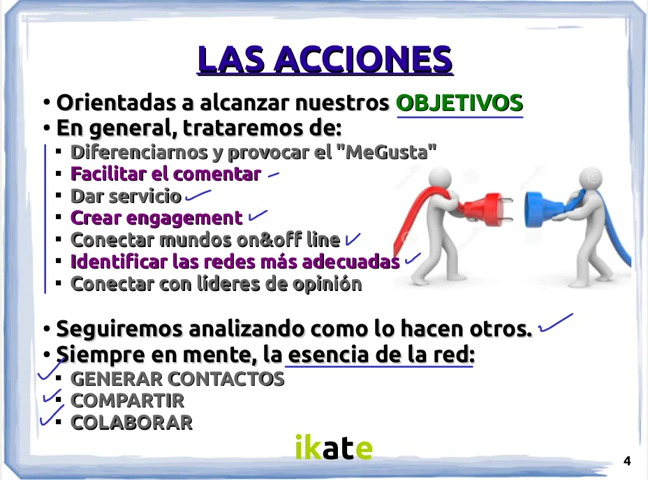 LAS ACCIONES
• Orientadas a alcanzar nuestros OBJETIVOS
• En general, trataremos de:
▪ Diferenciarnos y provocar el "MeGusta"
▪ Facilitar el comentar
▪ Dar servicio
▪ Crear engagement
▪ Conectar mundos on&off line
▪ Identificar las redes más adecuadas
▪ Conectar con líderes de opinión
• Seguiremos analizando como lo hacen otros.
• Siempre en mente, la esencia de la red:
▪ GENERAR CONTACTOS
▪ COMPARTIR
▪ COLABORAR
ikate
4